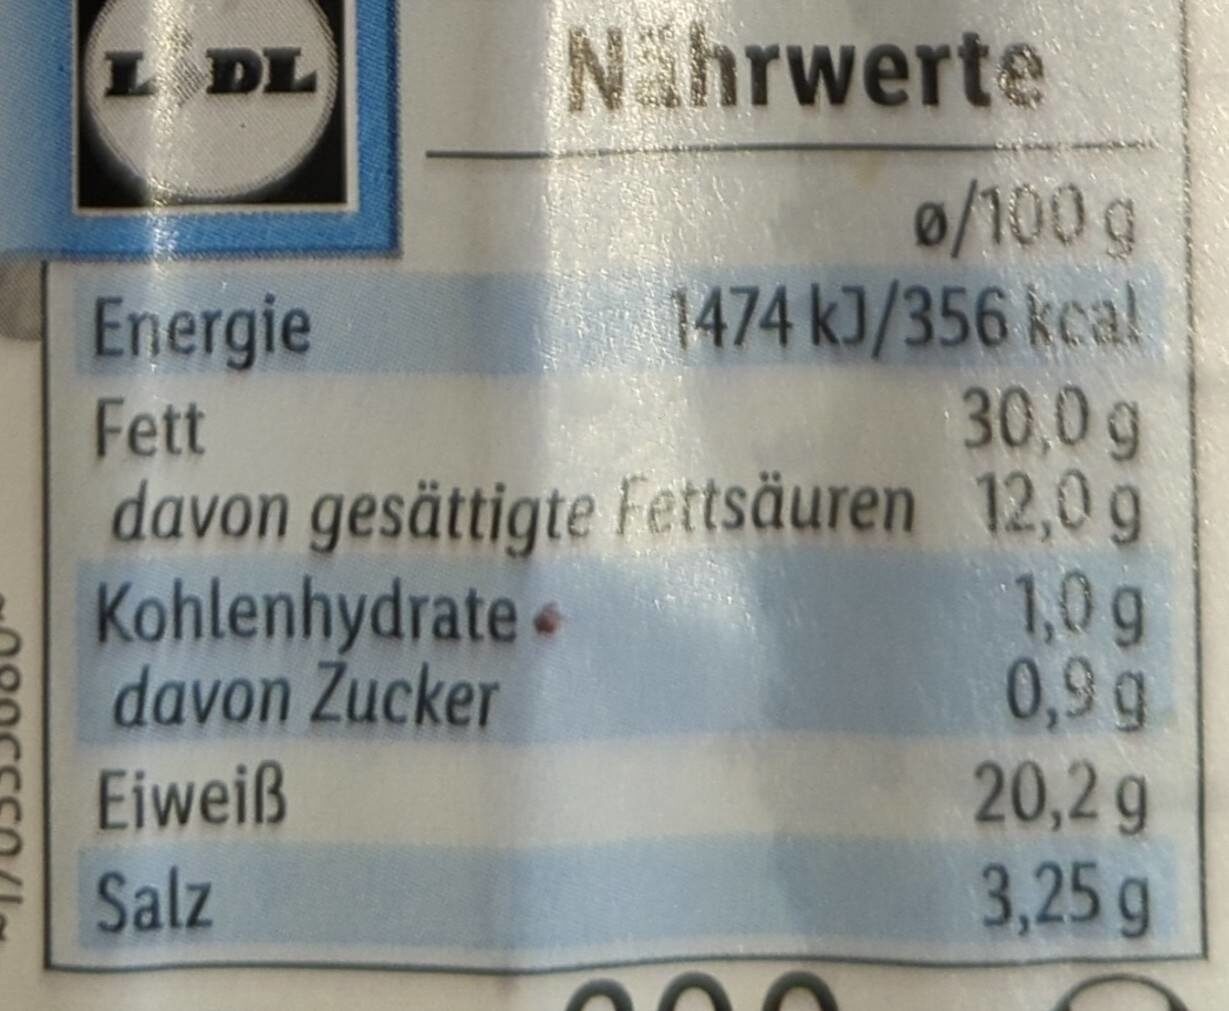 LIDL
Nährwerte
ø/100 g
Energie 1474 kJ/356 kcal
Fett 30,0 g
davon gesättigte Fettsäuren 12,0 g
Kohlenhydrate 1,0 g
davon Zucker 0,9 g
Eiweiß 20,2 g
Salz 3,25 g